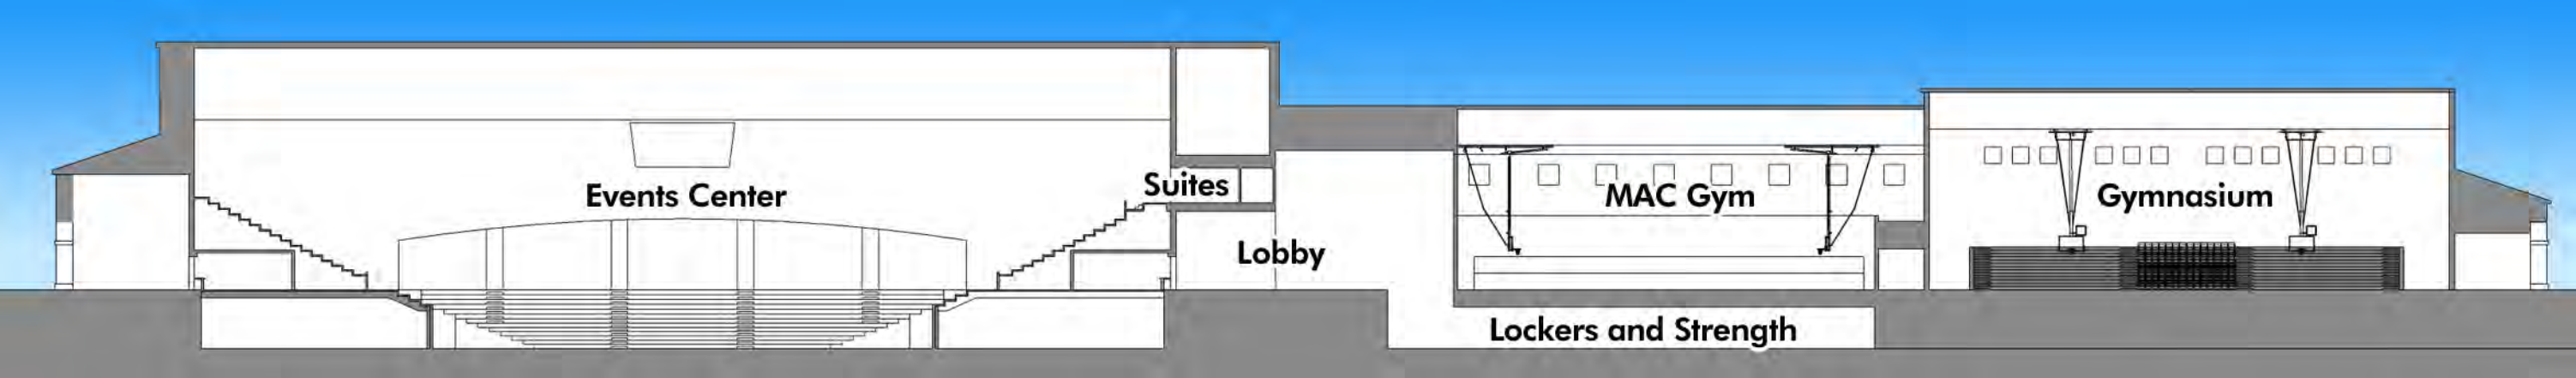 Events Center
Suites
Lobby
MAC Gym
Lockers and Strength
Gymnasium